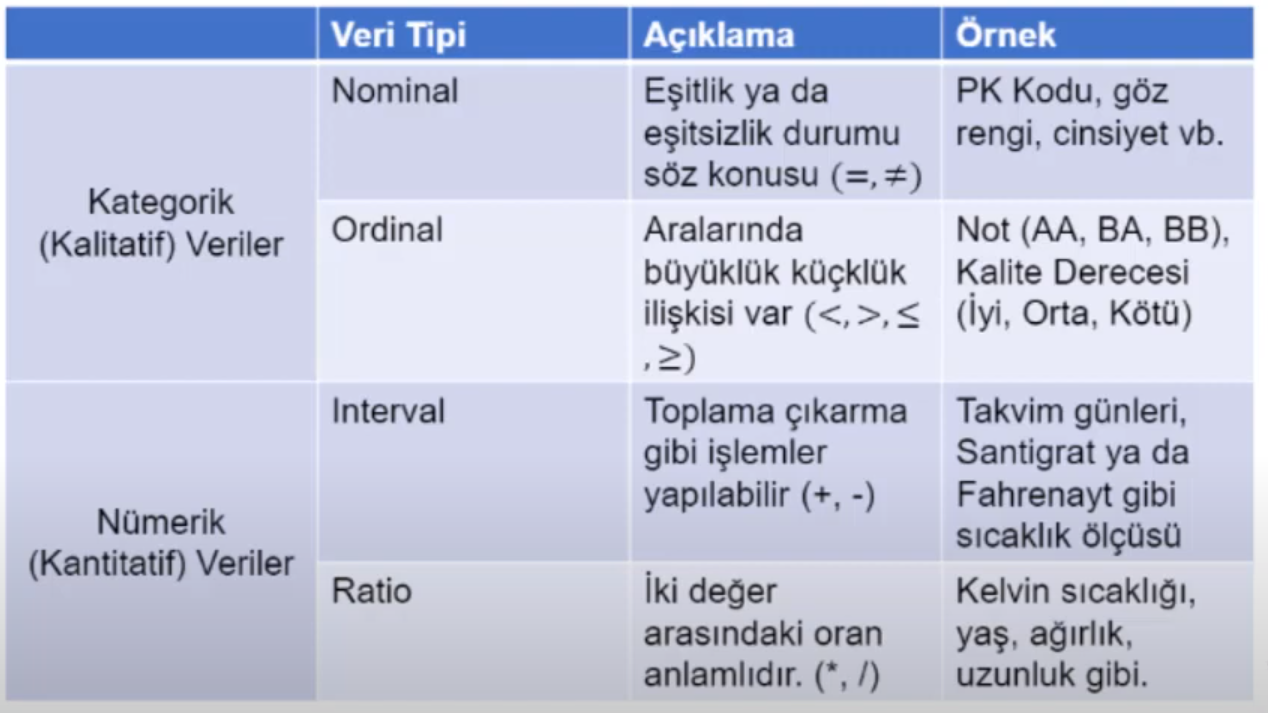 Veri Tipi Açıklama Örnek
Kategorik
(Kalitatif) Veriler
Nominal
Eşitlik ya da
eşitsizlik durumu
söz konusu (=,≠)
PK Kodu, göz
rengi, cinsiyet vb.
Ordinal
Aralarında
büyüklük küçklük
ilişkisi var (<,>,≤
,≥)
Not (AA, BA, BB),
Kalite Derecesi
(İyi, Orta, Kötü)
Nümerik
(Kantitatif) Veriler
Interval
Toplama çıkarma
gibi işlemler
yapılabilir (+, -)
Takvim günleri,
Santigrat ya da
Fahrenayt gibi
sıcaklık ölçüsü
Ratio
İki değer
arasındaki oran
anlamlıdır. (*, /)
Kelvin sıcaklığı,
yaş, ağırlık,
uzunluk gibi.